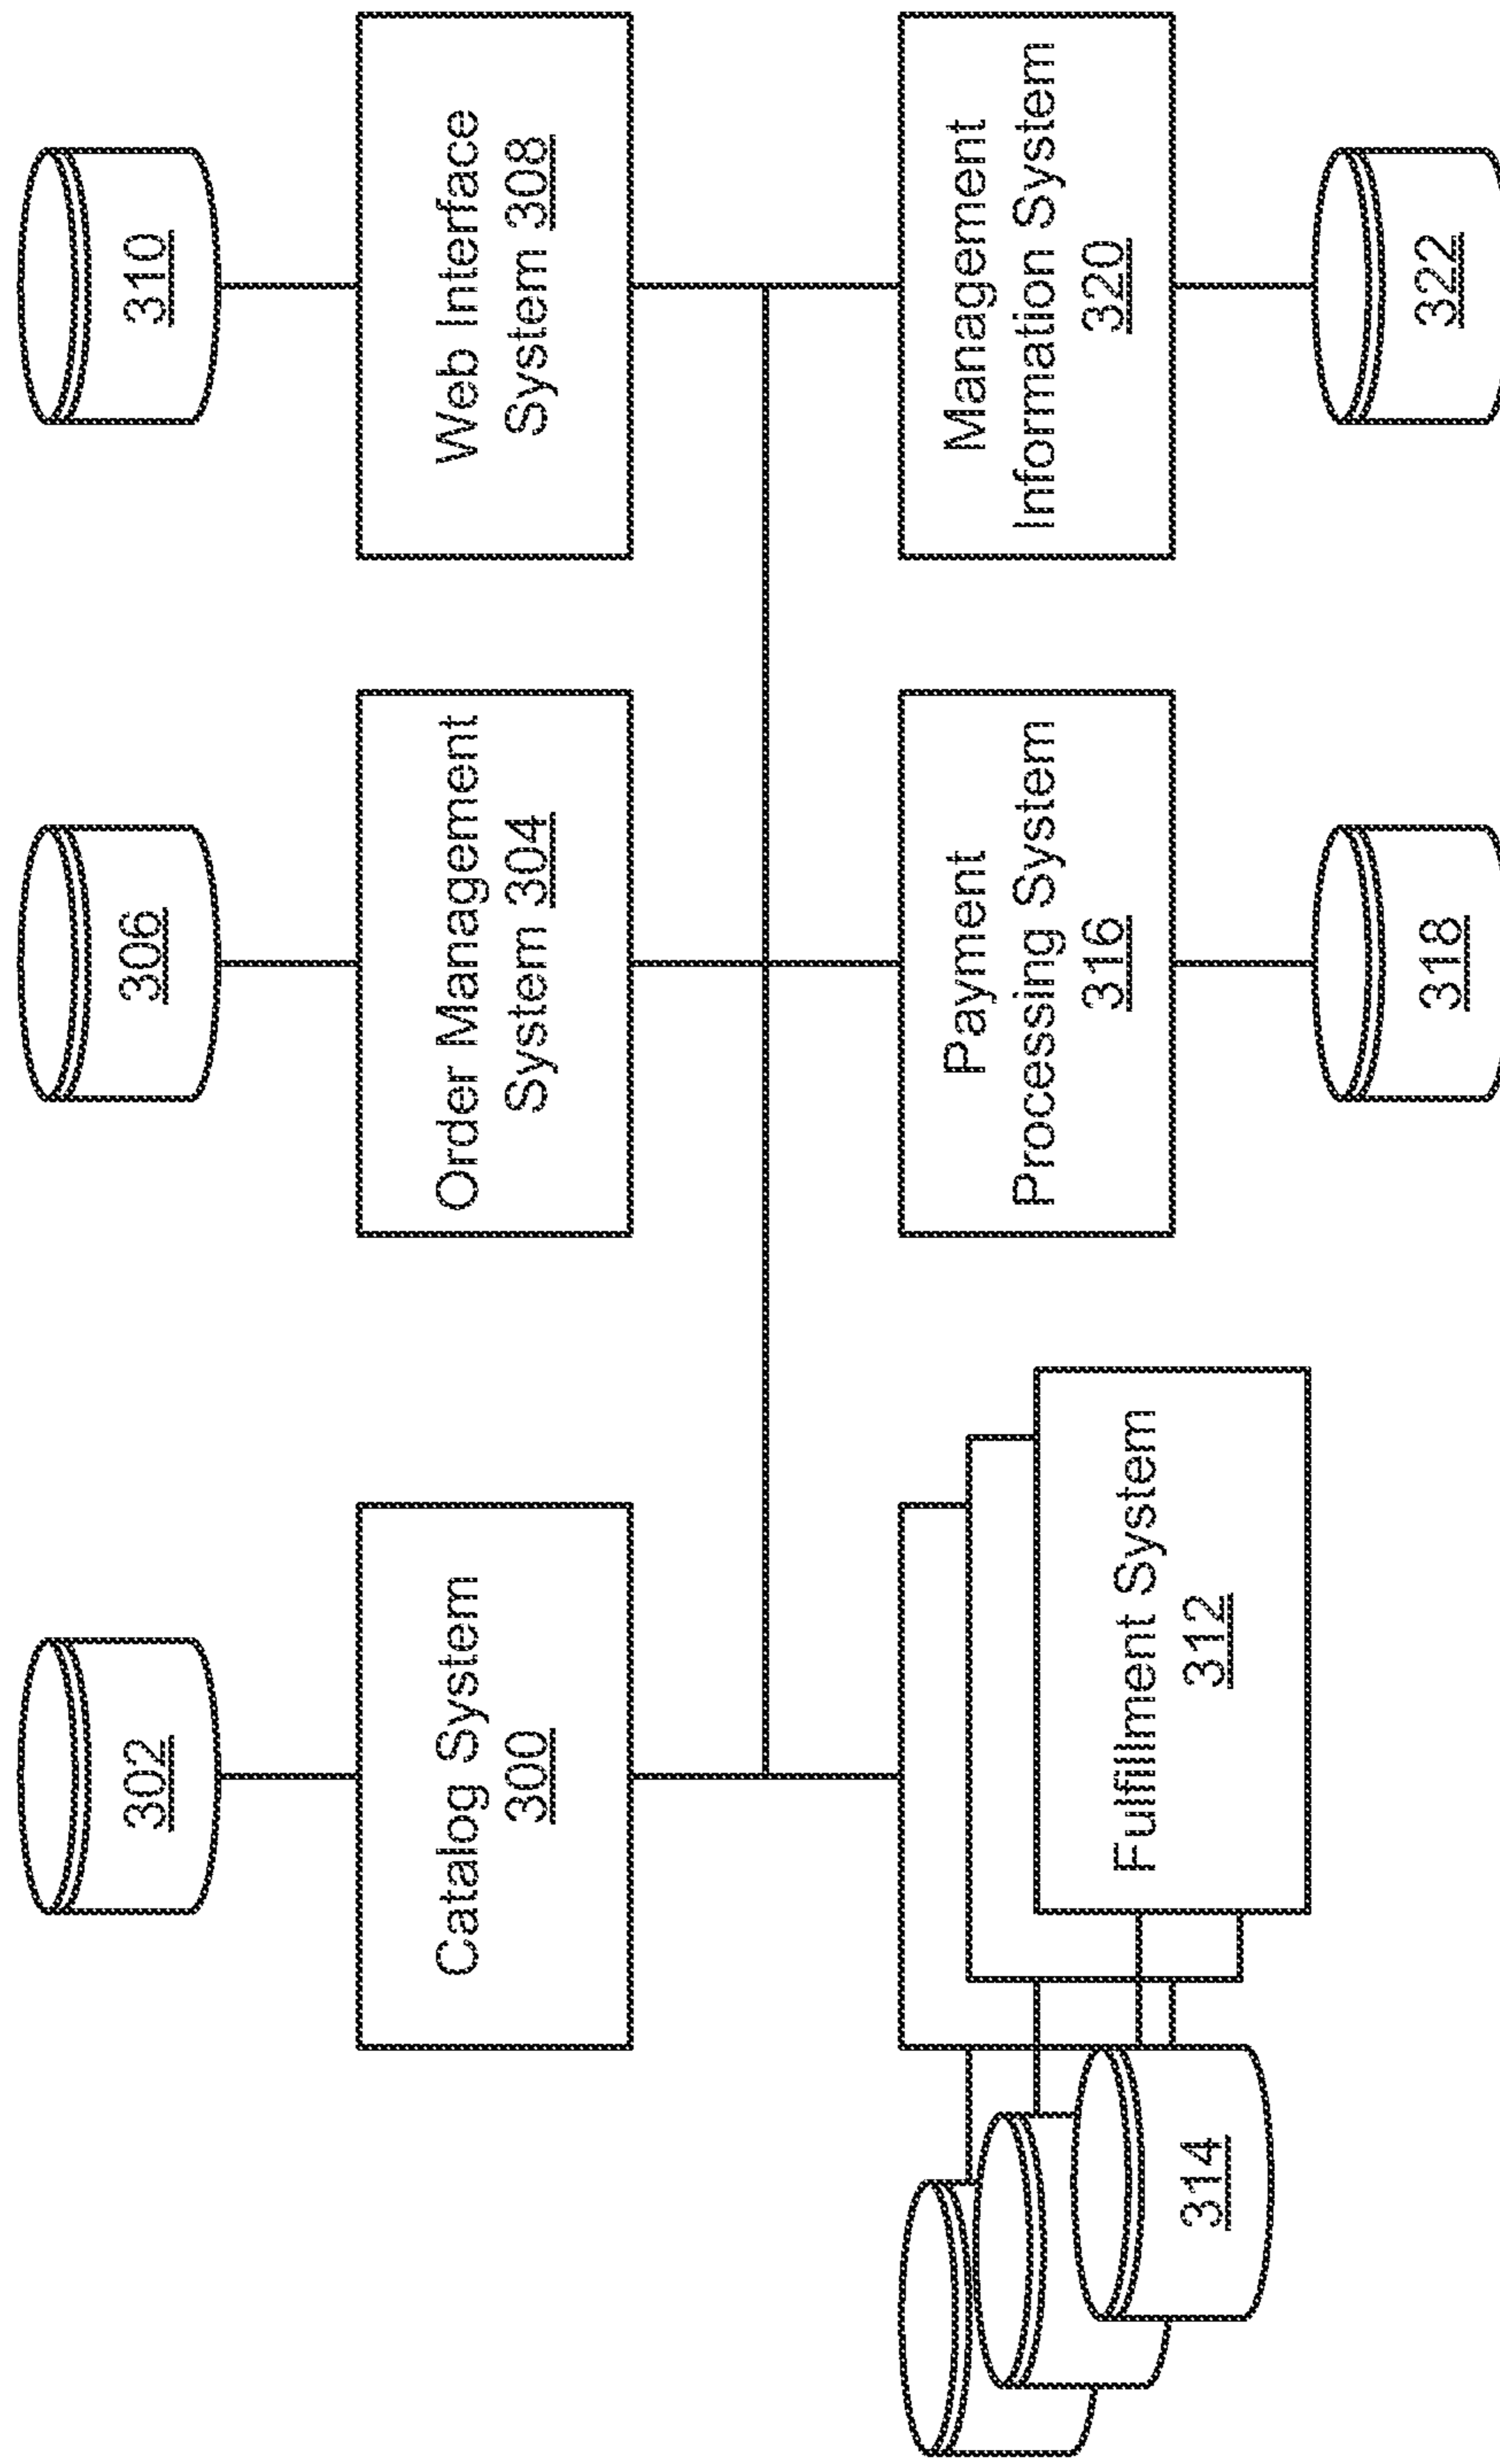 302
306
310
Catalog System
300
Order Management
System 304
Web Interface
System 308
314
Fulfillment System
312
Payment
Processing System
316
Management
Information System
320
318
322